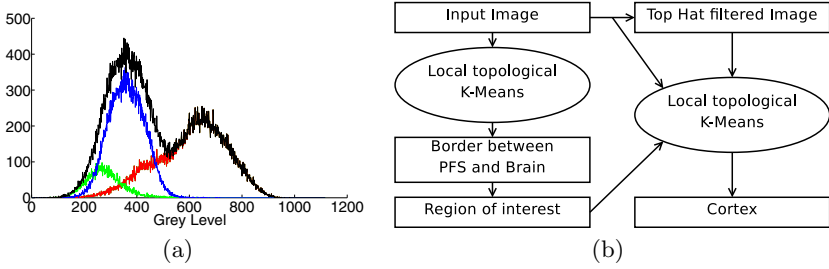 500
400
300
200
100
0
0 200 400 600 800 1000 1200
Grey Level
(a)
Input Image
Top Hat filtered Image
Local topological
K-Means
Local topological
K-Means
Border between
PFS and Brain
Region of interest
Cortex
(b)